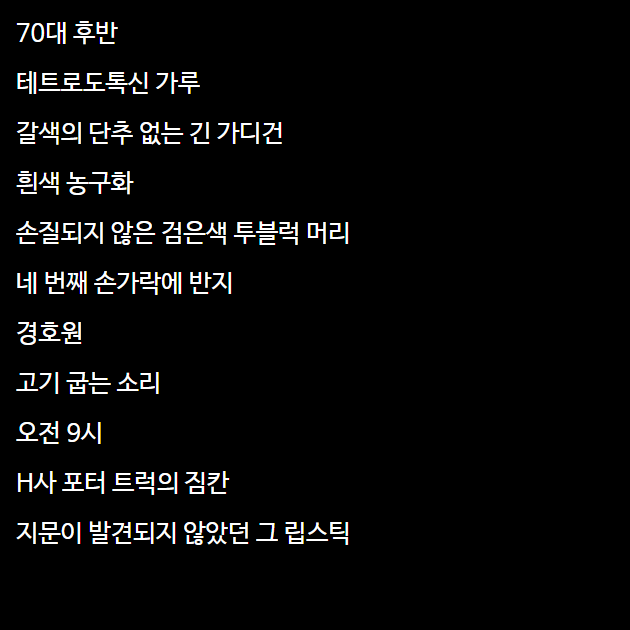 70대 후반
테트로도톡신 가루
갈색의 단추 없는 긴 가디건
흰색 농구화
손질되지 않은 검은색 투블럭 머리
네 번째 손가락에 반지
경호원
고기 굽는 소리
오전 9시
H사 포터 트럭의 짐칸
지문이 발견되지 않았던 그 립스틱